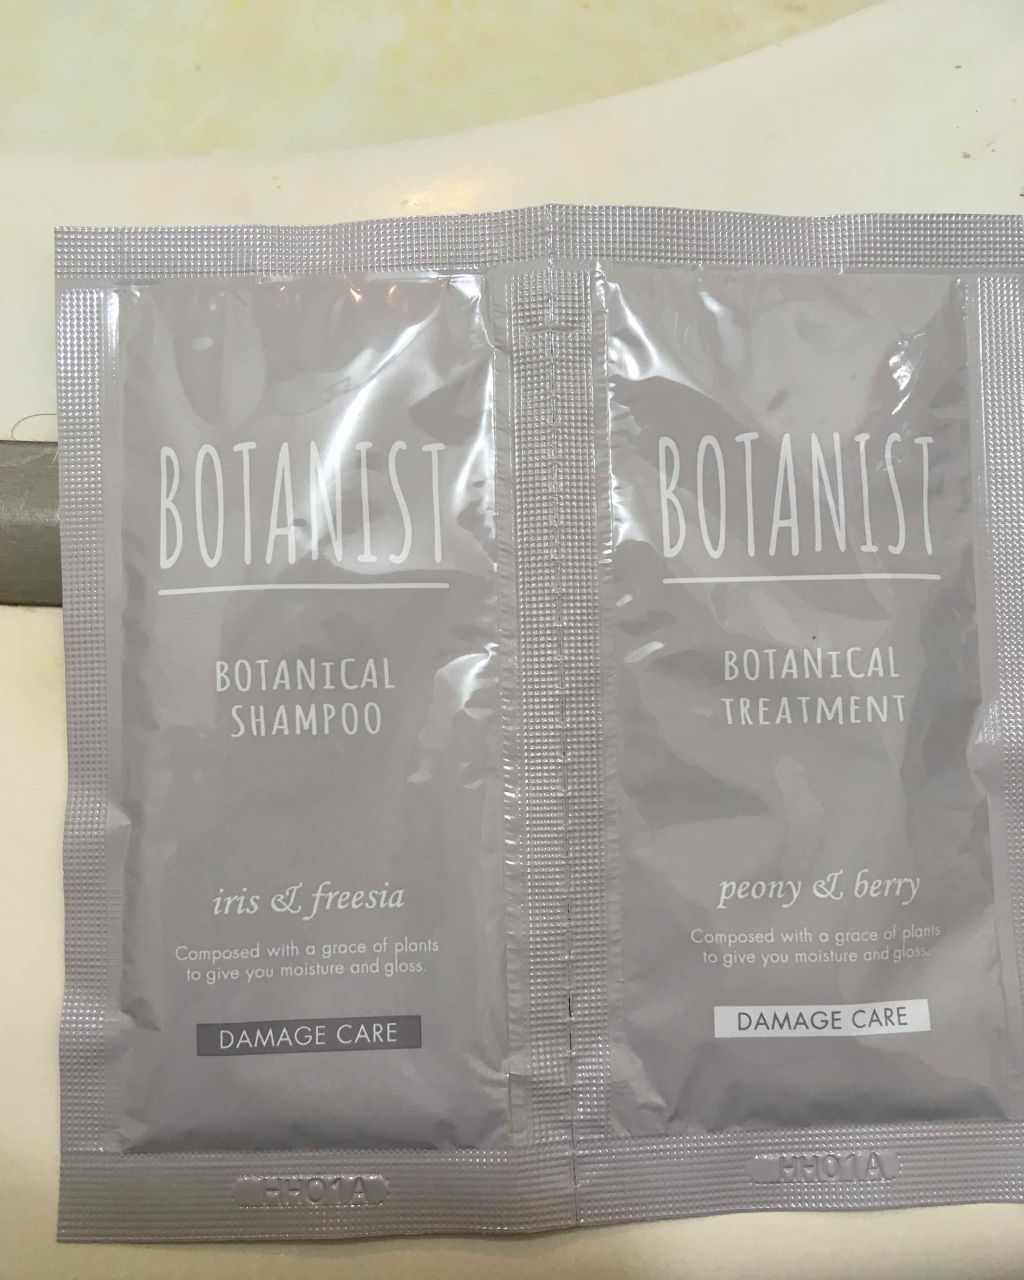 BOTANIST
BOTANICAL
SHAMPOO
iris & freesia
Composed with a grace of plants
to give you moisture and gloss.
DAMAGE CARE
HH01A
BOTANIST
BOTANICAL
TREATMENT
peony & berry
Composed with a grace of plants
to give you moisture and gloss.
DAMAGE CARE
HH01A